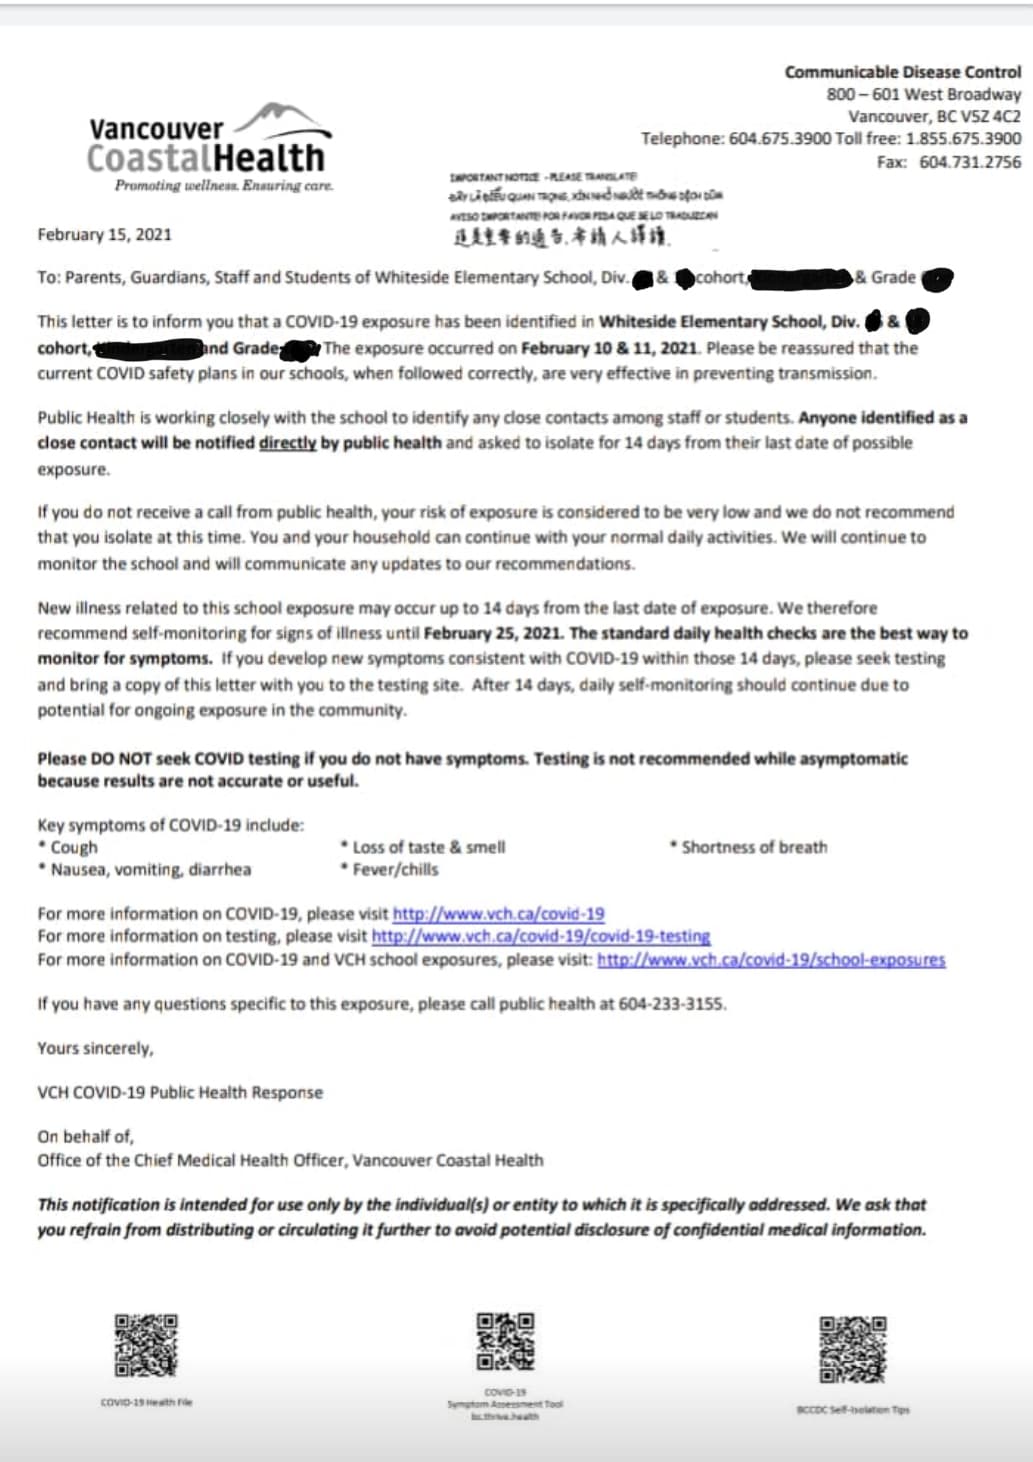 Communicable Disease Control
800 – 601 West Broadway
Vancouver, BC V5Z 4C2
Telephone: 604.675.3900 Toll free: 1.855.675.3900
Fax: 604.731.2756
Vancouver
CoastalHealth
Promoting wellness. Ensuring care.
IMPORTANT NOTICE - PLEASE TRANSLATE
ĐÂY LÀ ĐIỀU QUAN TRỌNG, XIN NHỜ NGƯỜI THÔNG DỊCH DÙM
AVISO IMPORTANTE! POR FAVOR PIDA QUE SE LO TRADUZCAN
這是重要的通告. 希請人譯讀.
February 15, 2021
To: Parents, Guardians, Staff and Students of Whiteside Elementary School, Div. & cohort, & Grade
This letter is to inform you that a COVID-19 exposure has been identified in Whiteside Elementary School, Div. &
cohort, and Grade The exposure occurred on February 10 & 11, 2021. Please be reassured that the
current COVID safety plans in our schools, when followed correctly, are very effective in preventing transmission.
Public Health is working closely with the school to identify any close contacts among staff or students. Anyone identified as a
close contact will be notified directly by public health and asked to isolate for 14 days from their last date of possible
exposure.
If you do not receive a call from public health, your risk of exposure is considered to be very low and we do not recommend
that you isolate at this time. You and your household can continue with your normal daily activities. We will continue to
monitor the school and will communicate any updates to our recommendations.
New illness related to this school exposure may occur up to 14 days from the last date of exposure. We therefore
recommend self-monitoring for signs of illness until February 25, 2021. The standard daily health checks are the best way to
monitor for symptoms. If you develop new symptoms consistent with COVID-19 within those 14 days, please seek testing
and bring a copy of this letter with you to the testing site. After 14 days, daily self-monitoring should continue due to
potential for ongoing exposure in the community.
Please DO NOT seek COVID testing if you do not have symptoms. Testing is not recommended while asymptomatic
because results are not accurate or useful.
Key symptoms of COVID-19 include:
* Cough * Loss of taste & smell * Shortness of breath
* Nausea, vomiting, diarrhea * Fever/chills
For more information on COVID-19, please visit http://www.vch.ca/covid-19
For more information on testing, please visit http://www.vch.ca/covid-19/covid-19-testing
For more information on COVID-19 and VCH school exposures, please visit: http://www.vch.ca/covid-19/school-exposures
If you have any questions specific to this exposure, please call public health at 604-233-3155.
Yours sincerely,
VCH COVID-19 Public Health Response
On behalf of,
Office of the Chief Medical Health Officer, Vancouver Coastal Health
This notification is intended for use only by the individual(s) or entity to which it is specifically addressed. We ask that
you refrain from distributing or circulating it further to avoid potential disclosure of confidential medical information.
COVID-19 Health File
COVID-19
Symptom Assessment Tool
bc.thrive.health
BCCDC Self-Isolation Tips